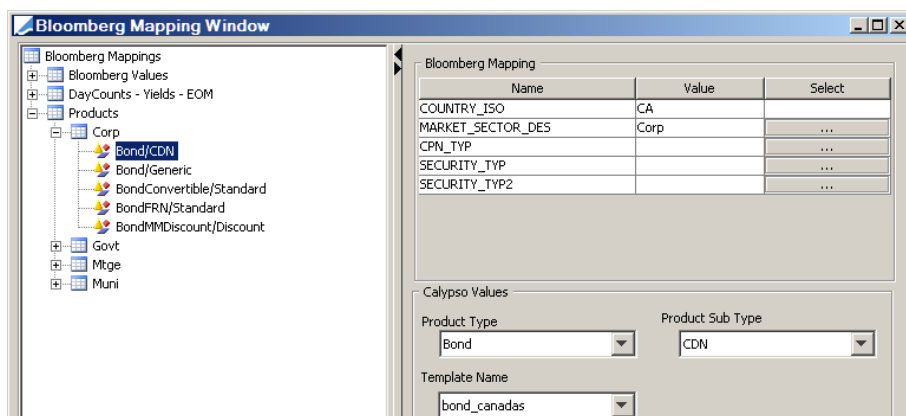 Bloomberg Mapping Window
Bloomberg Mappings
Bloomberg Values
DayCounts - Yields - EOM
Products
Corp
Bond/CDN
Bond/Generic
BondConvertible/Standard
BondFRN/Standard
BondMMDiscount/Discount
Govt
Mtge
Muni
Bloomberg Mapping
Name Value Select
COUNTRY_ISO CA
MARKET_SECTOR_DES Corp ...
CPN_TYP ...
SECURITY_TYP ...
SECURITY_TYP2 ...
Calypso Values
Product Type Product Sub Type
Bond CDN
Template Name
bond_canadas